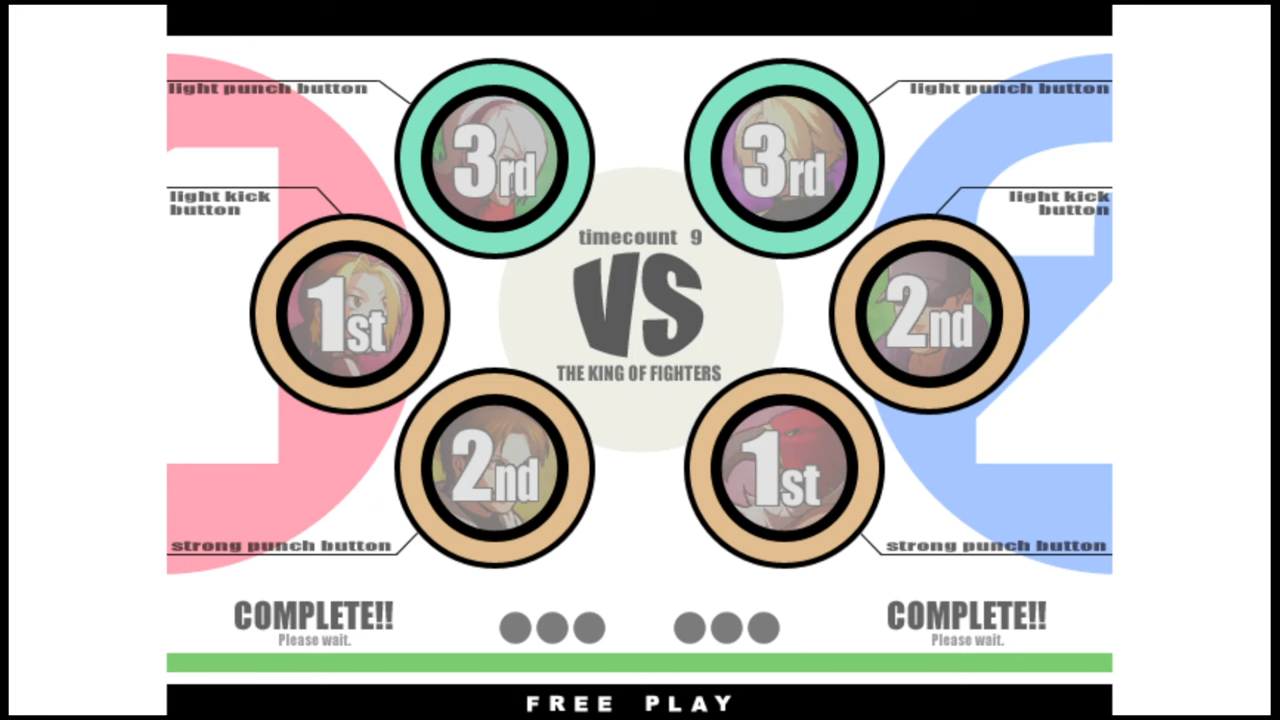 light punch button
light punch button
3rd
3rd
light kick
button
light kick
button
timecount 9
1st
VS
2nd
THE KING OF FIGHTERS
2nd
1st
strong punch button
strong punch button
COMPLETE!!
Please wait.
COMPLETE!!
Please wait.
FREE PLAY